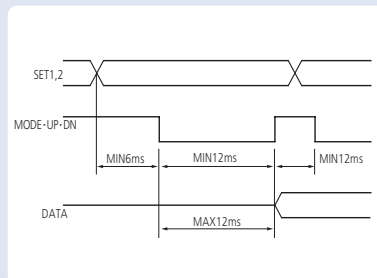 SET1,2
MODE·UP·DN
MIN6ms MIN12ms MIN12ms
DATA
MAX12ms